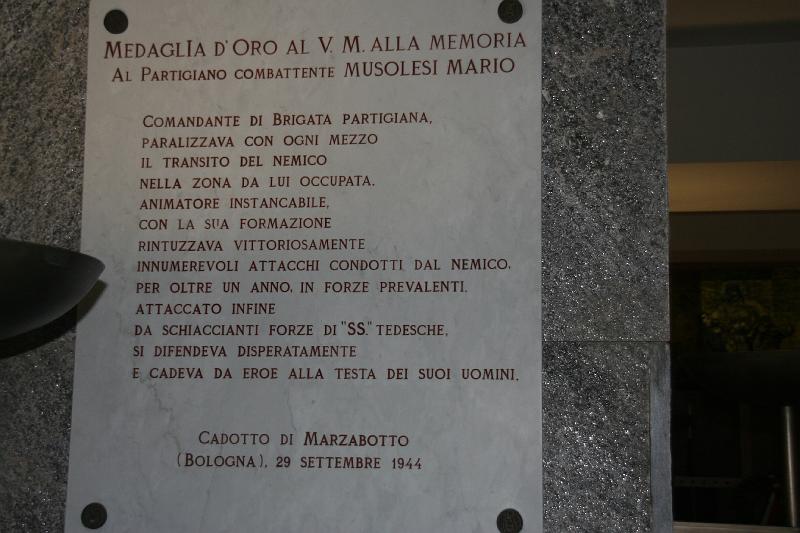 MEDAGLIA D'ORO AL V. M. ALLA MEMORIA
AL PARTIGIANO COMBATTENTE MUSOLESI MARIO
COMANDANTE DI BRIGATA PARTIGIANA,
PARALIZZAVA CON OGNI MEZZO
IL TRANSITO DEL NEMICO
NELLA ZONA DA LUI OCCUPATA.
ANIMATORE INSTANCABILE,
CON LA SUA FORMAZIONE
RINTUZZAVA VITTORIOSAMENTE
INNUMEREVOLI ATTACCHI CONDOTTI DAL NEMICO,
PER OLTRE UN ANNO, IN FORZE PREVALENTI.
ATTACCATO INFINE
DA SCHIACCIANTI FORZE DI "SS." TEDESCHE,
SI DIFENDEVA DISPERATAMENTE
E CADEVA DA EROE ALLA TESTA DEI SUOI UOMINI.
CADOTTO DI MARZABOTTO
(BOLOGNA), 29 SETTEMBRE 1944